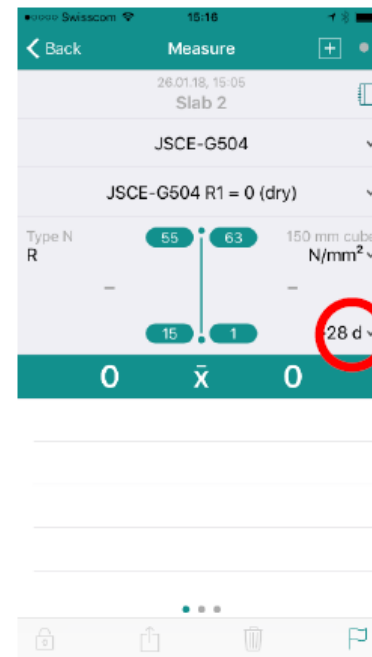 Swisscom 15:16
Back Measure
26.01.18, 15:05
Slab 2
JSCE-G504
JSCE-G504 R1 = 0 (dry)
Type N 55 63 150 mm cube
R N/mm²
– –
15 1 28 d
0 x̄ 0